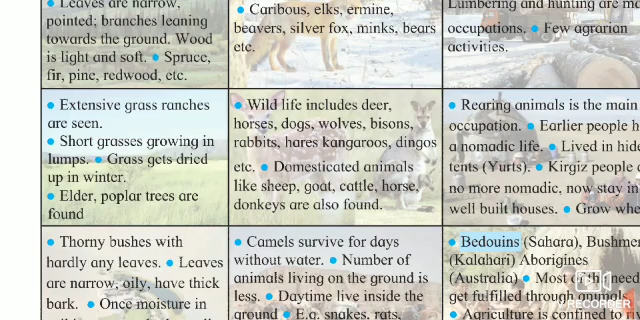 ● Leaves are narrow,
pointed; branches leaning
towards the ground. Wood
is light and soft. ● Spruce,
fir, pine, redwood, etc.
● Caribous, elks, ermine,
beavers, silver fox, minks, bears
etc.
Lumbering and hunting are
occupations. ● Few agrarian
activities.
● Extensive grass ranches
are seen.
● Short grasses growing in
lumps. ● Grass gets dried
up in winter.
● Elder, poplar trees are
found
● Wild life includes deer,
horses, dogs, wolves, bisons,
rabbits, hares kangaroos, dingos
etc. ● Domesticated animals
like sheep, goat, cattle, horse,
donkeys are also found.
● Rearing animals is the main
occupation. ● Earlier people
a nomadic life. ● Lived in
tents (Yurts). ● Kirgiz people
no more nomadic, now stay in
well built houses. ● Grow
● Thorny bushes with
hardly any leaves. ● Leaves
are narrow, oily, have thick
bark. ● Once moisture in
● Camels survive for days
without water. ● Number of
animals living on the ground is
less. ● Daytime live inside the
ground ● E.g. snakes, rats,
● Bedouins (Sahara),
(Kalahari) Aborigines
(Australia) ● Most need
get fulfilled through animals
● Agriculture is confined to
RECORDER